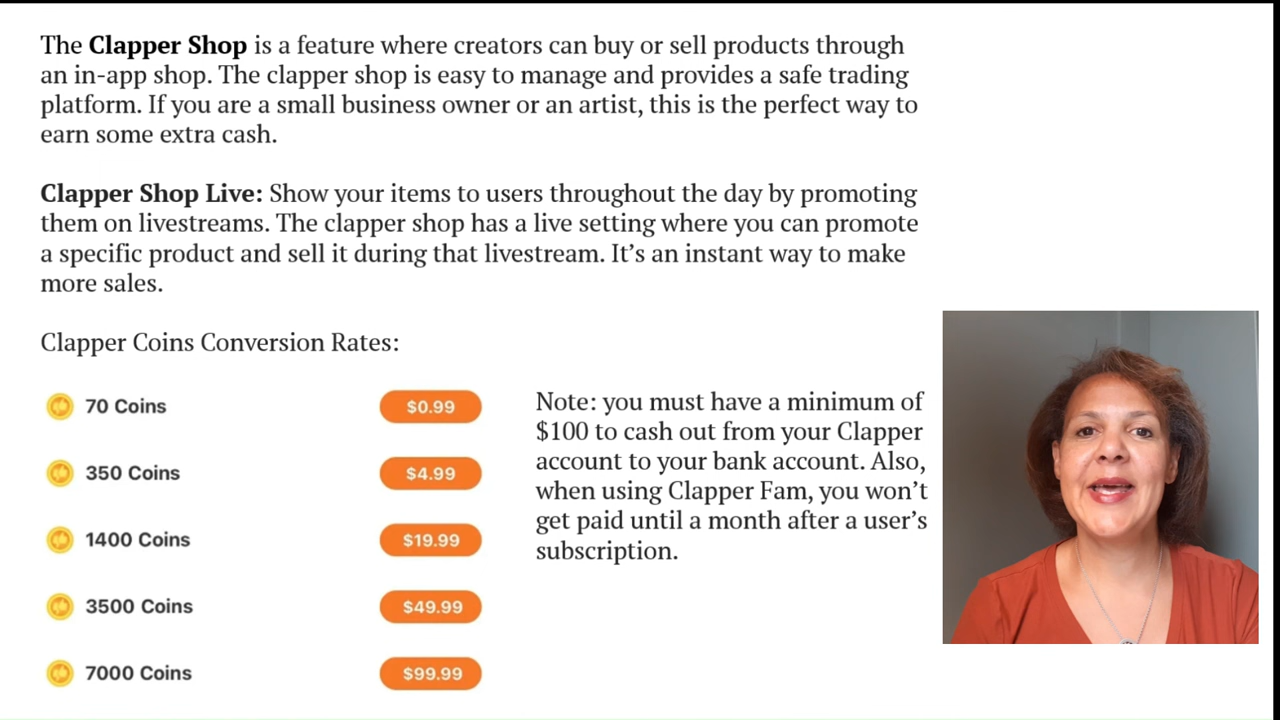 The Clapper Shop is a feature where creators can buy or sell products through
an in-app shop. The clapper shop is easy to manage and provides a safe trading
platform. If you are a small business owner or an artist, this is the perfect way to
earn some extra cash.
Clapper Shop Live: Show your items to users throughout the day by promoting
them on livestreams. The clapper shop has a live setting where you can promote
a specific product and sell it during that livestream. It’s an instant way to make
more sales.
Clapper Coins Conversion Rates:
70 Coins $0.99
350 Coins $4.99
1400 Coins $19.99
3500 Coins $49.99
7000 Coins $99.99
Note: you must have a minimum of
$100 to cash out from your Clapper
account to your bank account. Also,
when using Clapper Fam, you won’t
get paid until a month after a user’s
subscription.